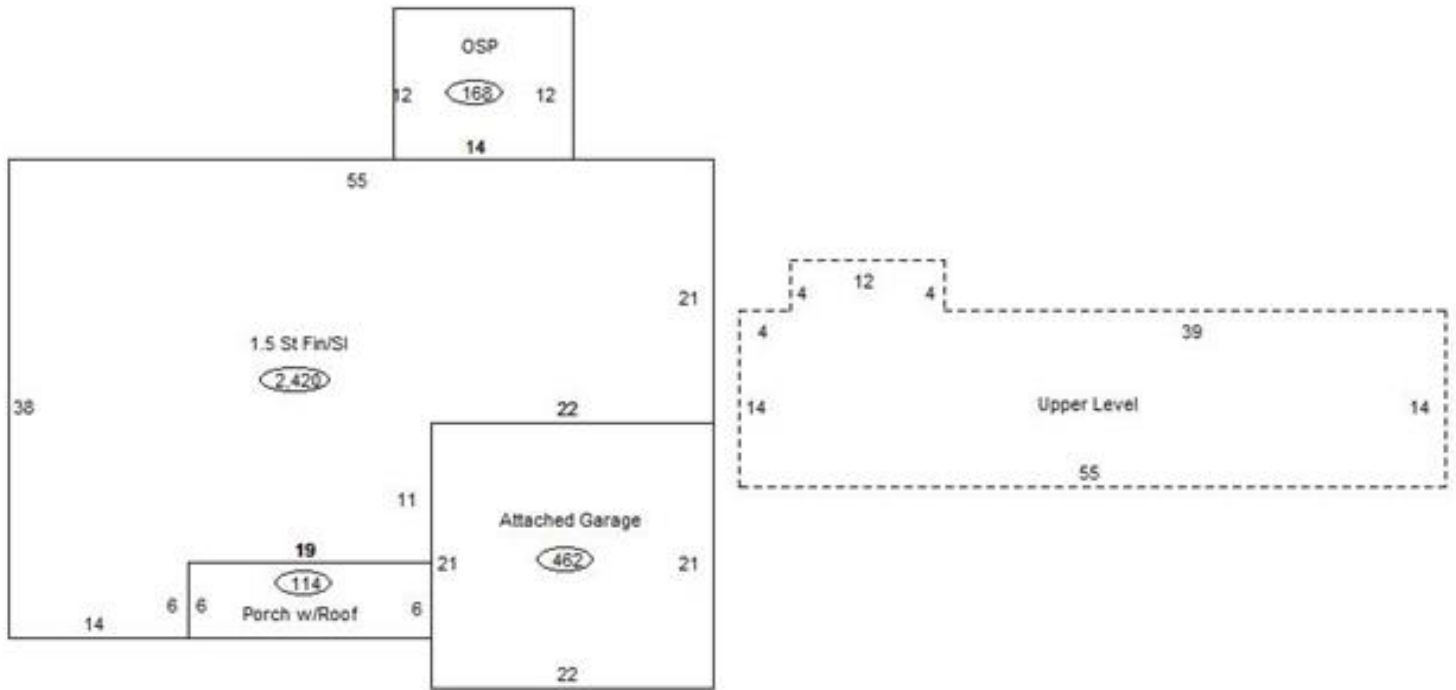 OSP
12 168 12
14
55
21
12
4 4
4 39
1.5 St Fin/Sl
2,420
38
22
14 Upper Level 14
55
11
Attached Garage
19
21 462 21
114
6 6 Porch w/Roof 6
14
22